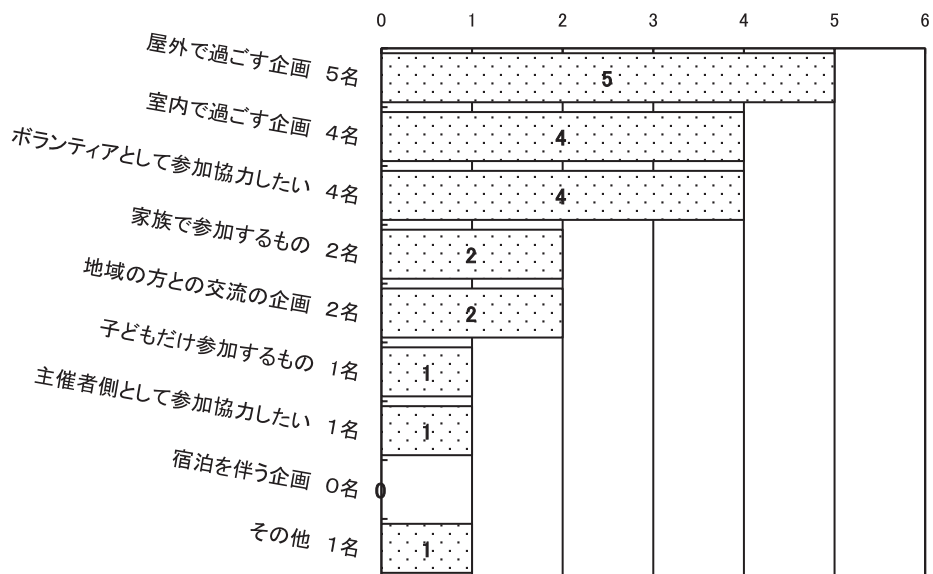 0 1 2 3 4 5 6
屋外で過ごす企画 5名
5
室内で過ごす企画 4名
4
ボランティアとして参加協力したい 4名
4
家族で参加するもの 2名
2
地域の方との交流の企画 2名
2
子どもだけ参加するもの 1名
1
主催者側として参加協力したい 1名
1
宿泊を伴う企画 0名
0
その他 1名
1